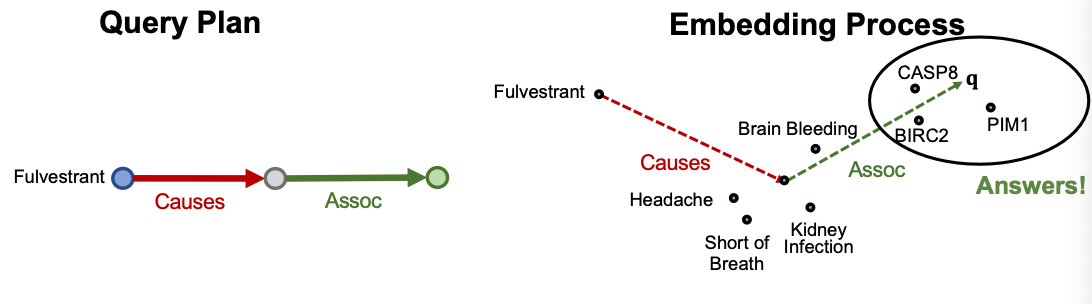 Query Plan
Fulvestrant
Causes
Assoc
Embedding Process
Fulvestrant
CASP8
q
PIM1
BIRC2
Brain Bleeding
Causes
Assoc
Answers!
Headache
Short of
Breath
Kidney
Infection